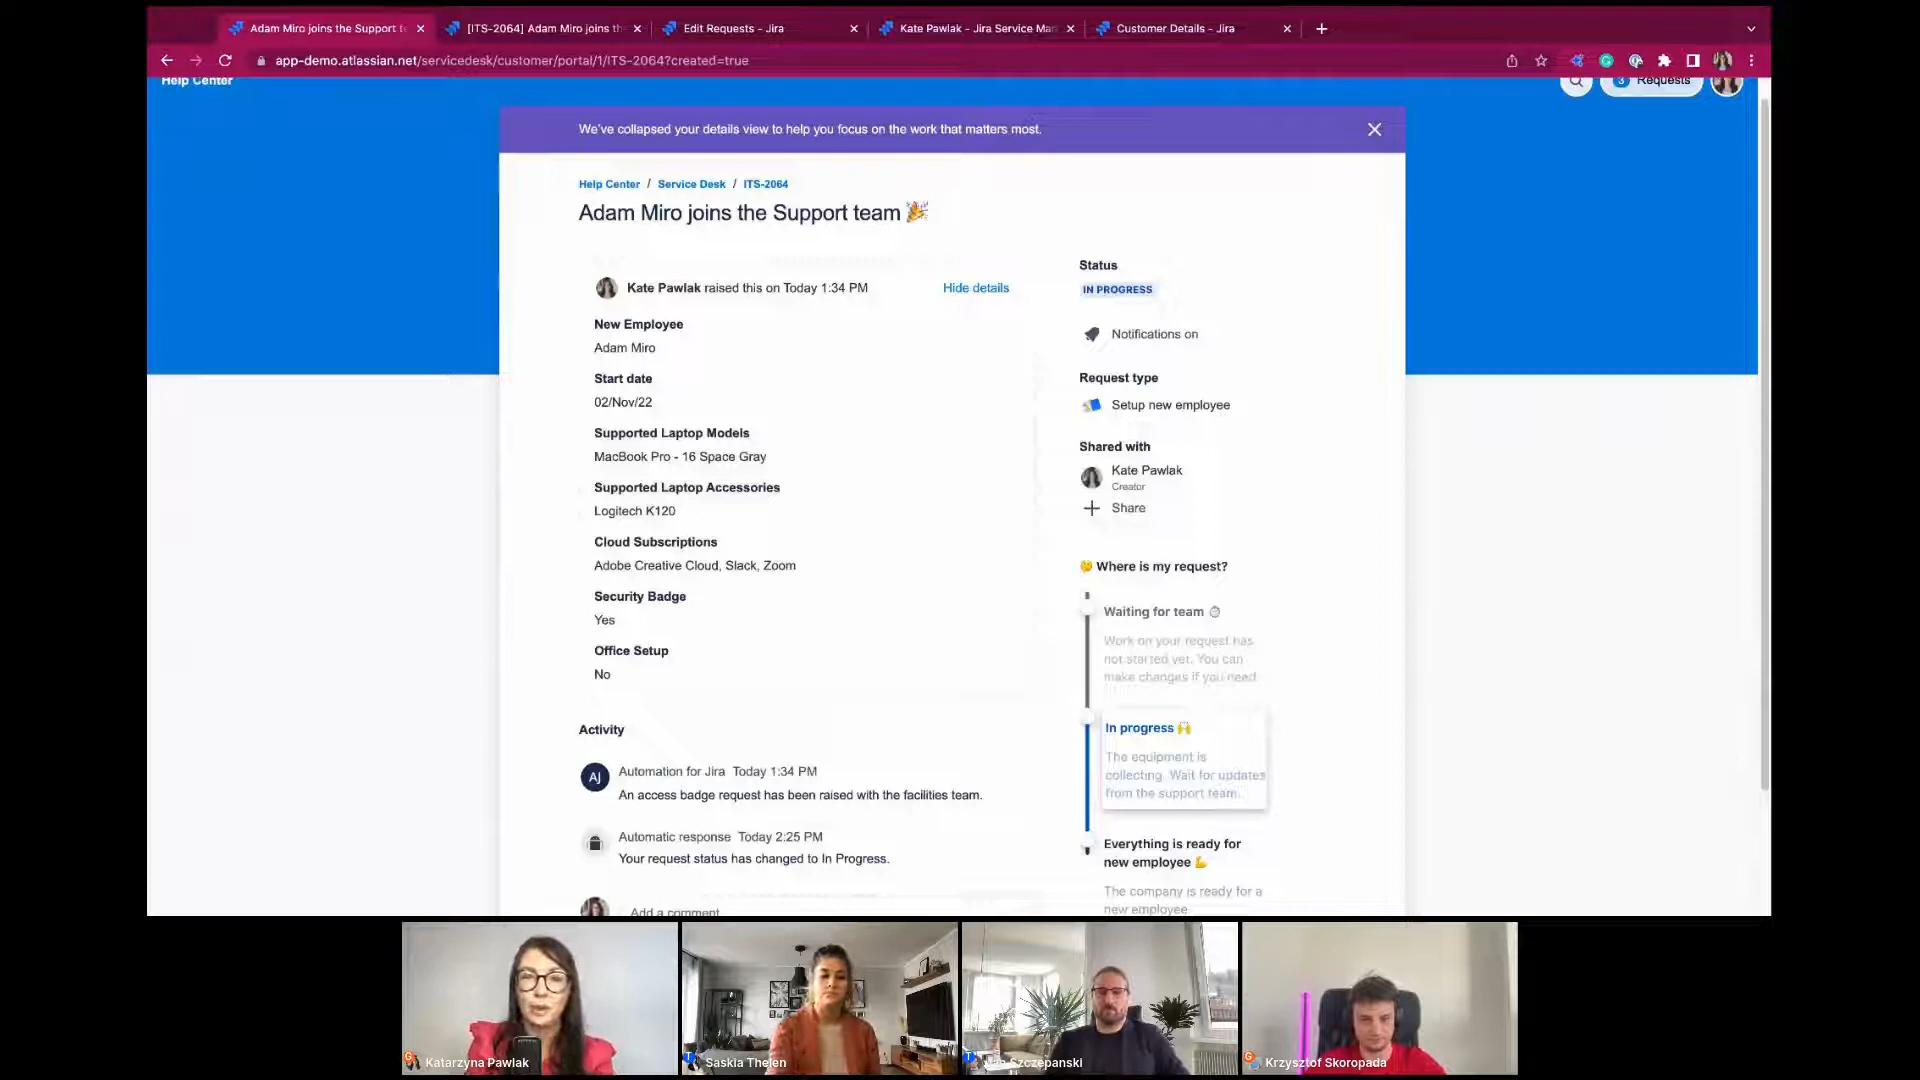 Adam Miro joins the Support t
[ITS-2064] Adam Miro joins th
Edit Requests - Jira
Kate Pawlak - Jira Service Man
Customer Details - Jira
app-demo.atlassian.net/servicedesk/customer/portal/1/ITS-2064?created=true
Help Center
3 Requests
We've collapsed your details view to help you focus on the work that matters most.
Help Center / Service Desk / ITS-2064
Adam Miro joins the Support team 🎉
Kate Pawlak raised this on Today 1:34 PM
Hide details
New Employee
Adam Miro
Start date
02/Nov/22
Supported Laptop Models
MacBook Pro - 16 Space Gray
Supported Laptop Accessories
Logitech K120
Cloud Subscriptions
Adobe Creative Cloud, Slack, Zoom
Security Badge
Yes
Office Setup
No
Activity
AJ
Automation for Jira Today 1:34 PM
An access badge request has been raised with the facilities team.
Automatic response Today 2:25 PM
Your request status has changed to In Progress.
Add a comment
Status
IN PROGRESS
Notifications on
Request type
Setup new employee
Shared with
Kate Pawlak
Creator
Share
🤔 Where is my request?
Waiting for team ⏱
Work on your request has
not started yet. You can
make changes if you need
In progress 🙌
The equipment is
collecting. Wait for updates
from the support team.
Everything is ready for
new employee 💪
The company is ready for a
new employee
Katarzyna Pawlak
Saskia Thelen
Szczepanski
Krzysztof Skoropada